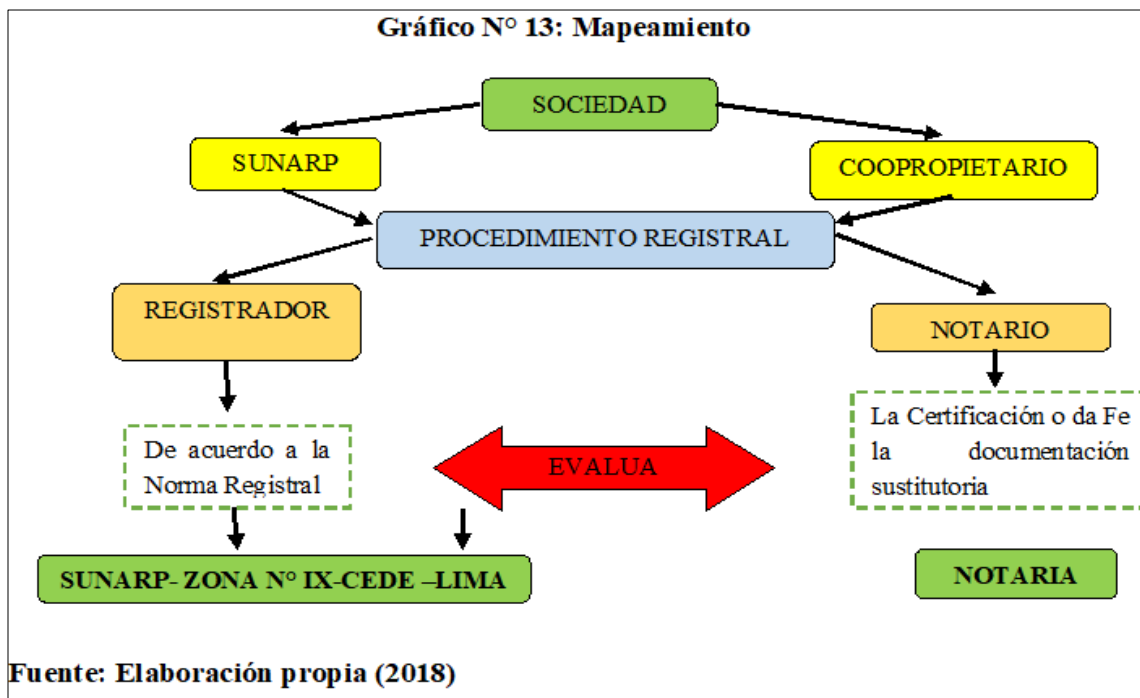 Gráfico N° 13: Mapeamiento
SOCIEDAD
SUNARP
COOPROPIETARIO
PROCEDIMIENTO REGISTRAL
REGISTRADOR
NOTARIO
De acuerdo a la
Norma Registral
EVALUA
La Certificación o da Fe
la documentación
sustitutoria
SUNARP- ZONA N° IX-CEDE –LIMA
NOTARIA
Fuente: Elaboración propia (2018)